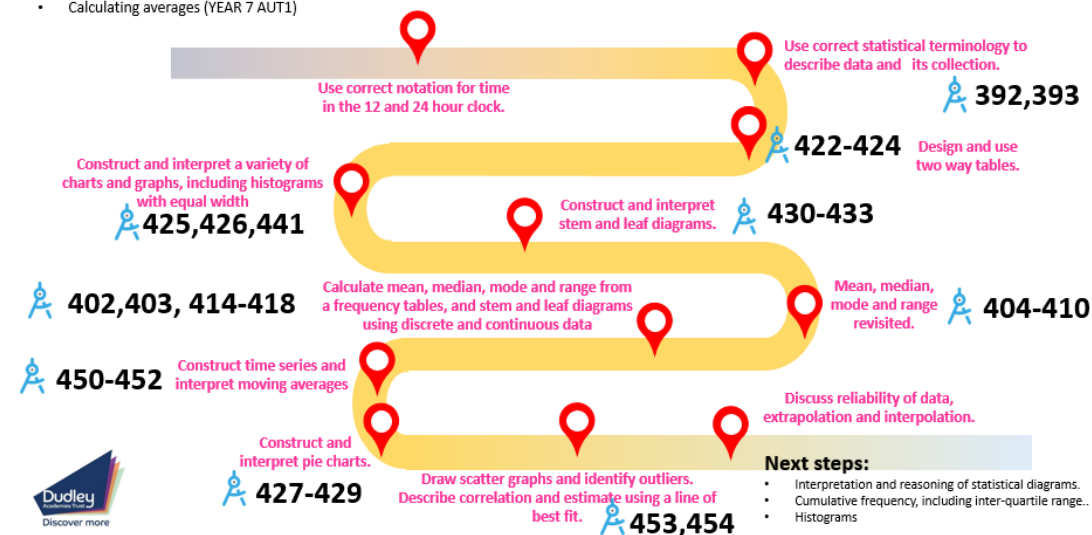 • Calculating averages (YEAR 7 AUT1)
Use correct notation for time
in the 12 and 24 hour clock.
Use correct statistical terminology to
describe data and its collection.
392,393
422-424
Design and use
two way tables.
Construct and interpret a variety of
charts and graphs, including histograms
with equal width
425,426,441
Construct and interpret
stem and leaf diagrams.
430-433
402,403, 414-418
Calculate mean, median, mode and range from
a frequency tables, and stem and leaf diagrams
using discrete and continuous data
Mean, median,
mode and range
revisited.
404-410
450-452
Construct time series and
interpret moving averages
Construct and
interpret pie charts.
427-429
Draw scatter graphs and identify outliers.
Describe correlation and estimate using a line of
best fit.
453,454
Discuss reliability of data,
extrapolation and interpolation.
Next steps:
• Interpretation and reasoning of statistical diagrams.
• Cumulative frequency, including inter-quartile range..
• Histograms
Dudley
Academies Trust
Discover more